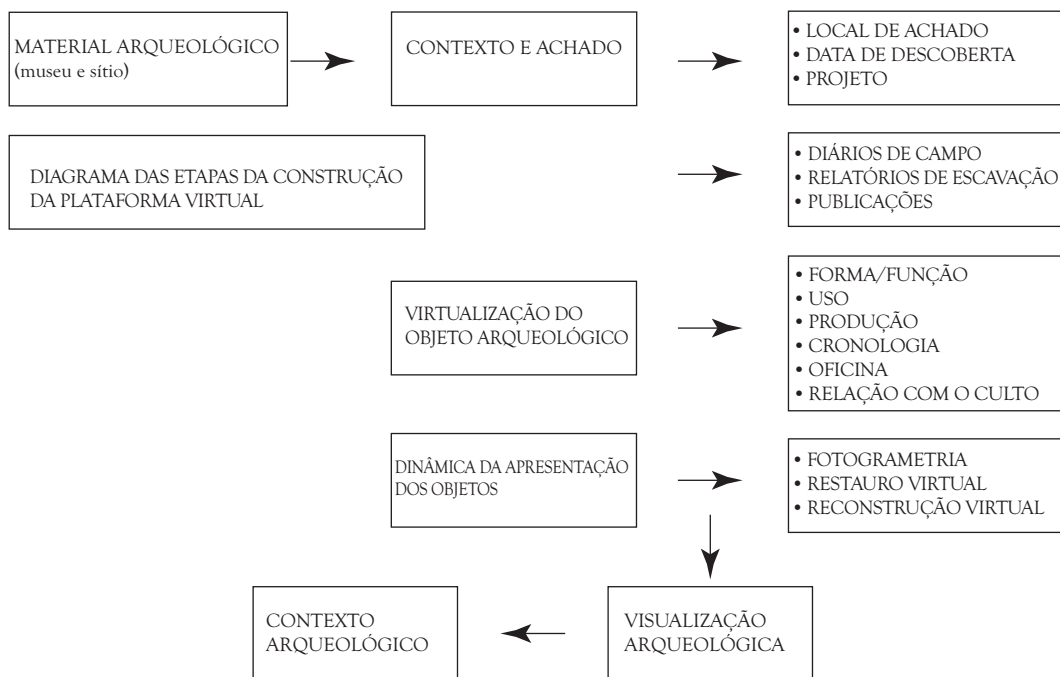 MATERIAL ARQUEOLÓGICO
(museu e sítio)
CONTEXTO E ACHADO
• LOCAL DE ACHADO
• DATA DE DESCOBERTA
• PROJETO
DIAGRAMA DAS ETAPAS DA CONSTRUÇÃO
DA PLATAFORMA VIRTUAL
• DIÁRIOS DE CAMPO
• RELATÓRIOS DE ESCAVAÇÃO
• PUBLICAÇÕES
VIRTUALIZAÇÃO DO
OBJETO ARQUEOLÓGICO
• FORMA/FUNÇÃO
• USO
• PRODUÇÃO
• CRONOLOGIA
• OFICINA
• RELAÇÃO COM O CULTO
DINÂMICA DA APRESENTAÇÃO
DOS OBJETOS
• FOTOGRAMETRIA
• RESTAURO VIRTUAL
• RECONSTRUÇÃO VIRTUAL
CONTEXTO
ARQUEOLÓGICO
VISUALIZAÇÃO
ARQUEOLÓGICA